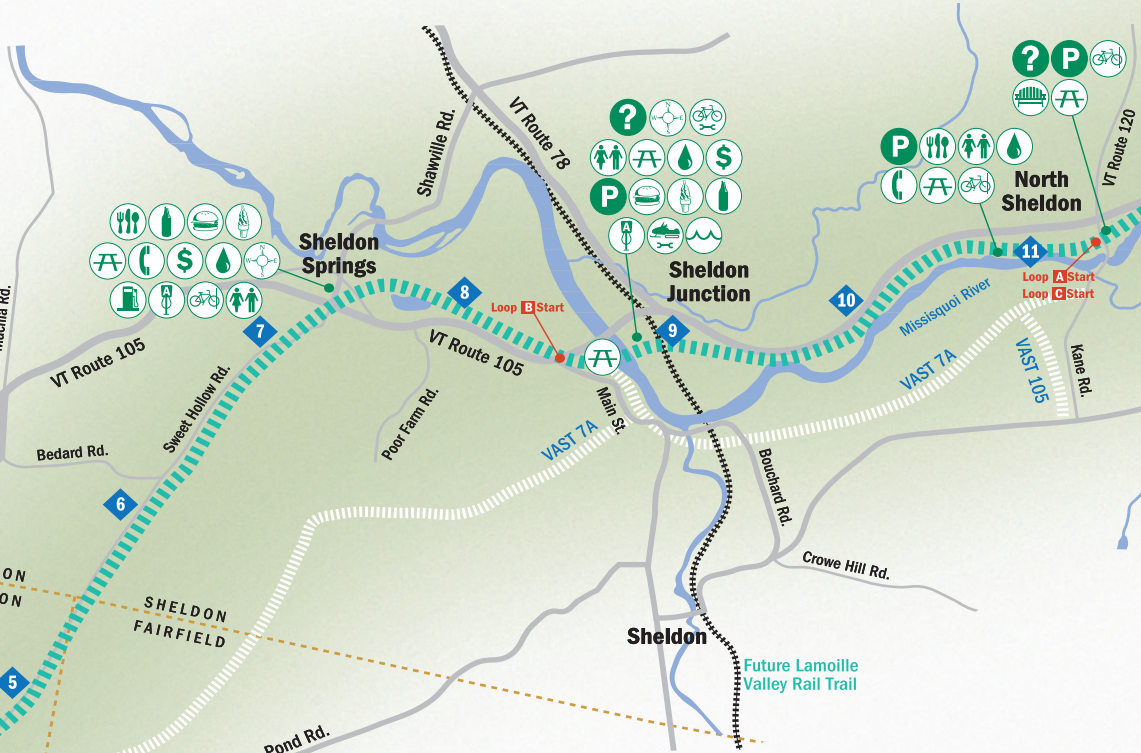 ?
P
VT Route 120
Shawville Rd.
VT Route 78
?
N
W
E
S
$
P
A
P
North
Sheldon
$
N
W
E
S
A
Sheldon
Springs
Sheldon
Junction
11
Loop A Start
Loop C Start
8
Loop B Start
10
Missisquoi River
7
9
VT Route 105
VT Route 105
VAST 7A
VAST 105
Kane Rd.
Sweet Hollow Rd.
Poor Farm Rd.
Main St.
VAST 7A
Bedard Rd.
Bouchard Rd.
6
Crowe Hill Rd.
ON
ON
SHELDON
FAIRFIELD
Sheldon
5
Future Lamoille
Valley Rail Trail
Pond Rd.